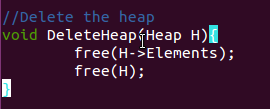 //Delete the heap
void DeleteHeap(Heap H){
        free(H->Elements);
        free(H);
}